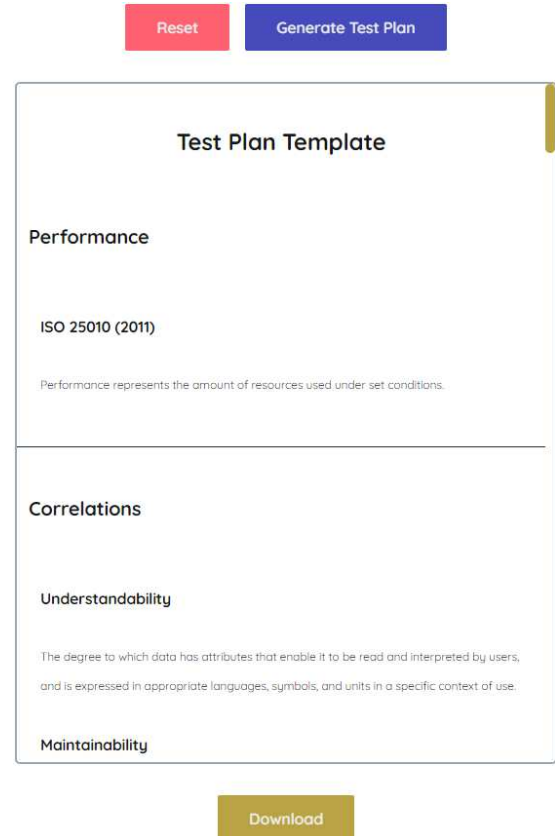 Reset
Generate Test Plan
Test Plan Template
Performance
ISO 25010 (2011)
Performance represents the amount of resources used under set conditions.
Correlations
Understandability
The degree to which data has attributes that enable it to be read and interpreted by users,
and is expressed in appropriate languages, symbols, and units in a specific context of use.
Maintainability
Download